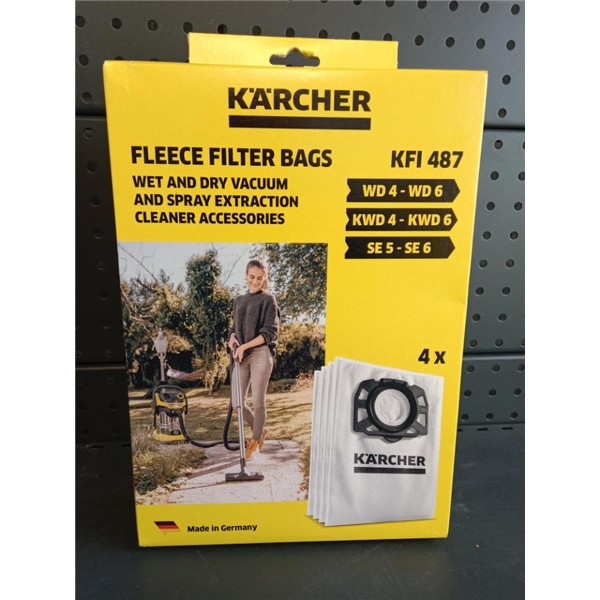 KÄRCHER
FLEECE FILTER BAGS
KFI 487
WET AND DRY VACUUM
AND SPRAY EXTRACTION
CLEANER ACCESSORIES
WD 4 - WD 6
KWD 4 - KWD 6
SE 5 - SE 6
4 x
KÄRCHER
Made in Germany